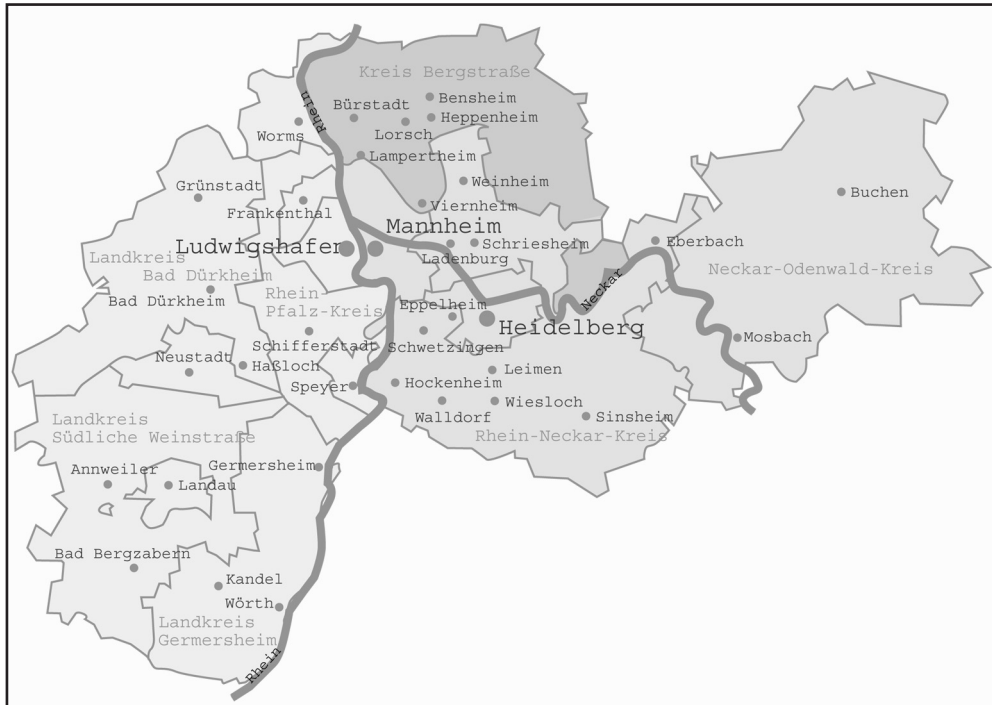 Kreis Bergstraße
Bensheim
Bürstadt
Heppenheim
Rhein
Worms
Lorsch
Lampertheim
Grünstadt
Weinheim
Buchen
Frankenthal
Viernheim
Mannheim
Ludwigshafen
Schriesheim
Eberbach
Ladenburg
Landkreis
Bad Dürkheim
Neckar-Odenwald-Kreis
Neckar
Bad Dürkheim
Rhein-
Pfalz-Kreis
Eppelheim
Heidelberg
Mosbach
Schifferstadt
Schwetzingen
Neustadt
Haßloch
Leimen
Speyer
Hockenheim
Wiesloch
Walldorf
Sinsheim
Landkreis
Südliche Weinstraße
Rhein-Neckar-Kreis
Annweiler
Germersheim
Landau
Bad Bergzabern
Kandel
Wörth
Landkreis
Germersheim
Rhein